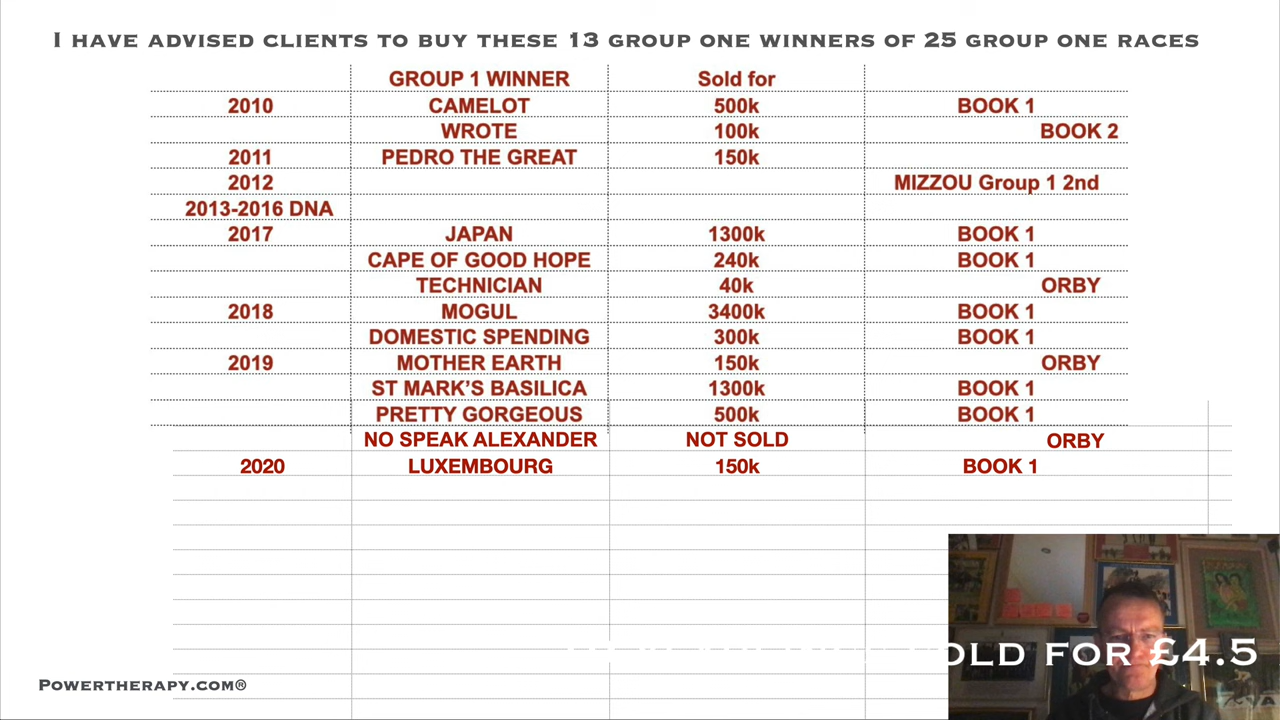 I HAVE ADVISED CLIENTS TO BUY THESE 13 GROUP ONE WINNERS OF 25 GROUP ONE RACES
GROUP 1 WINNER Sold for
2010 CAMELOT 500k BOOK 1
WROTE 100k BOOK 2
2011 PEDRO THE GREAT 150k
2012 MIZZOU Group 1 2nd
2013-2016 DNA
2017 JAPAN 1300k BOOK 1
CAPE OF GOOD HOPE 240k BOOK 1
TECHNICIAN 40k ORBY
2018 MOGUL 3400k BOOK 1
DOMESTIC SPENDING 300k BOOK 1
2019 MOTHER EARTH 150k ORBY
ST MARK'S BASILICA 1300k BOOK 1
PRETTY GORGEOUS 500k BOOK 1
NO SPEAK ALEXANDER NOT SOLD ORBY
2020 LUXEMBOURG 150k BOOK 1
OLD FOR £4.5
POWERTHERAPY.COM®